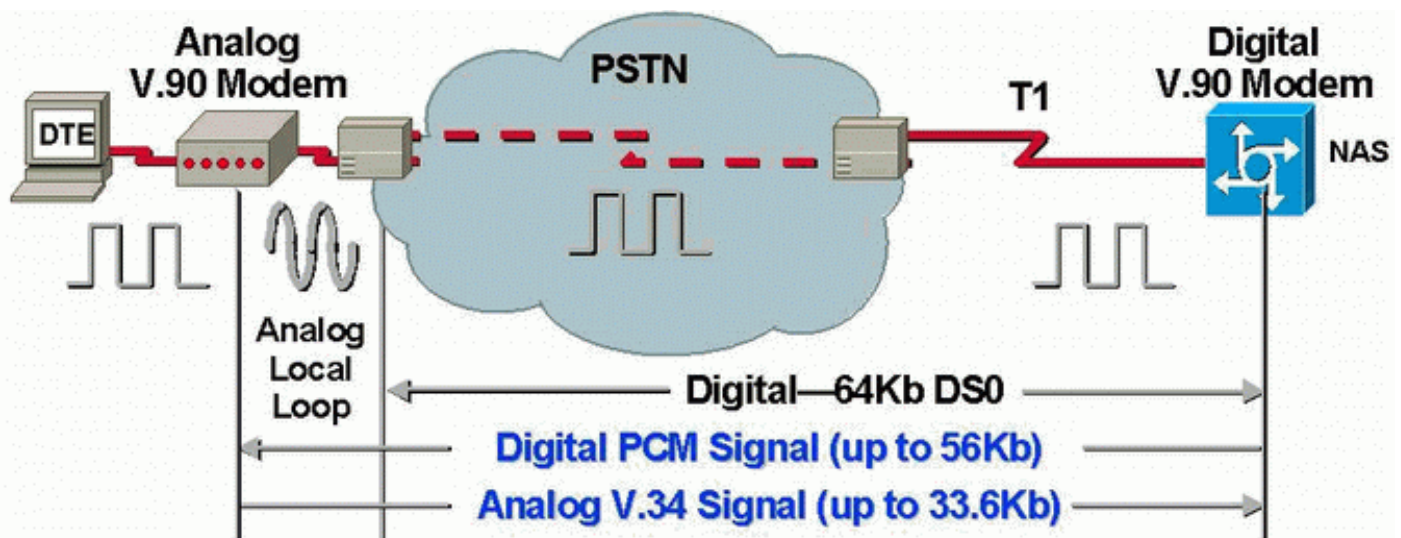 Analog
V.90 Modem
PSTN
Digital
V.90 Modem
T1
DTE
NAS
Analog
Local
Loop
Digital—64Kb DS0
Digital PCM Signal (up to 56Kb)
Analog V.34 Signal (up to 33.6Kb)